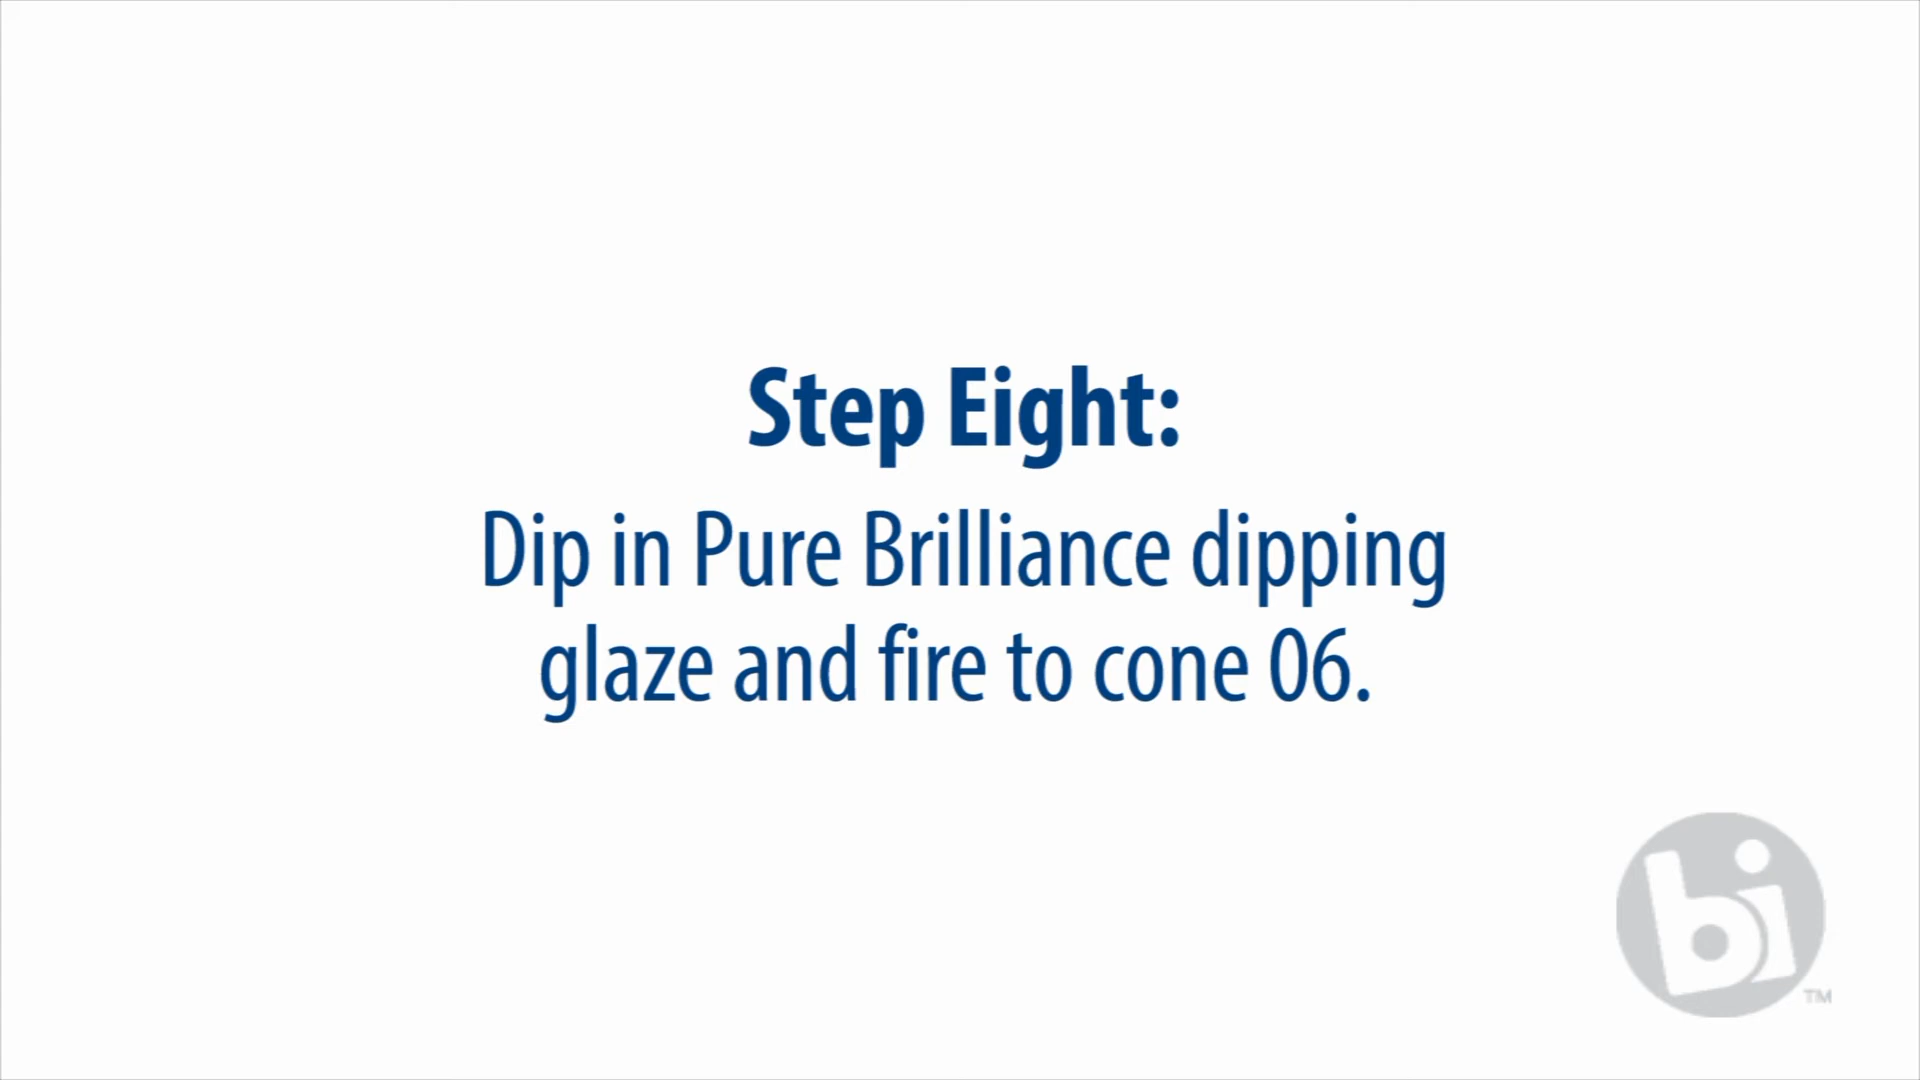 Step Eight:
Dip in Pure Brilliance dipping
glaze and fire to cone 06.
bi
TM